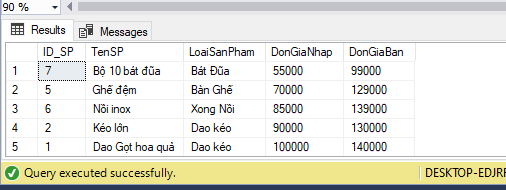 90 %
Results Messages
ID_SP TenSP LoaiSanPham DonGiaNhap DonGiaBan
1 7 Bộ 10 bát đũa Bát Đũa 55000 99000
2 5 Ghế đệm Bàn Ghế 70000 129000
3 6 Nồi inox Xong Nồi 85000 139000
4 2 Kéo lớn Dao kéo 90000 130000
5 1 Dao Gọt hoa quả Dao kéo 100000 140000
Query executed successfully. DESKTOP-EDJR